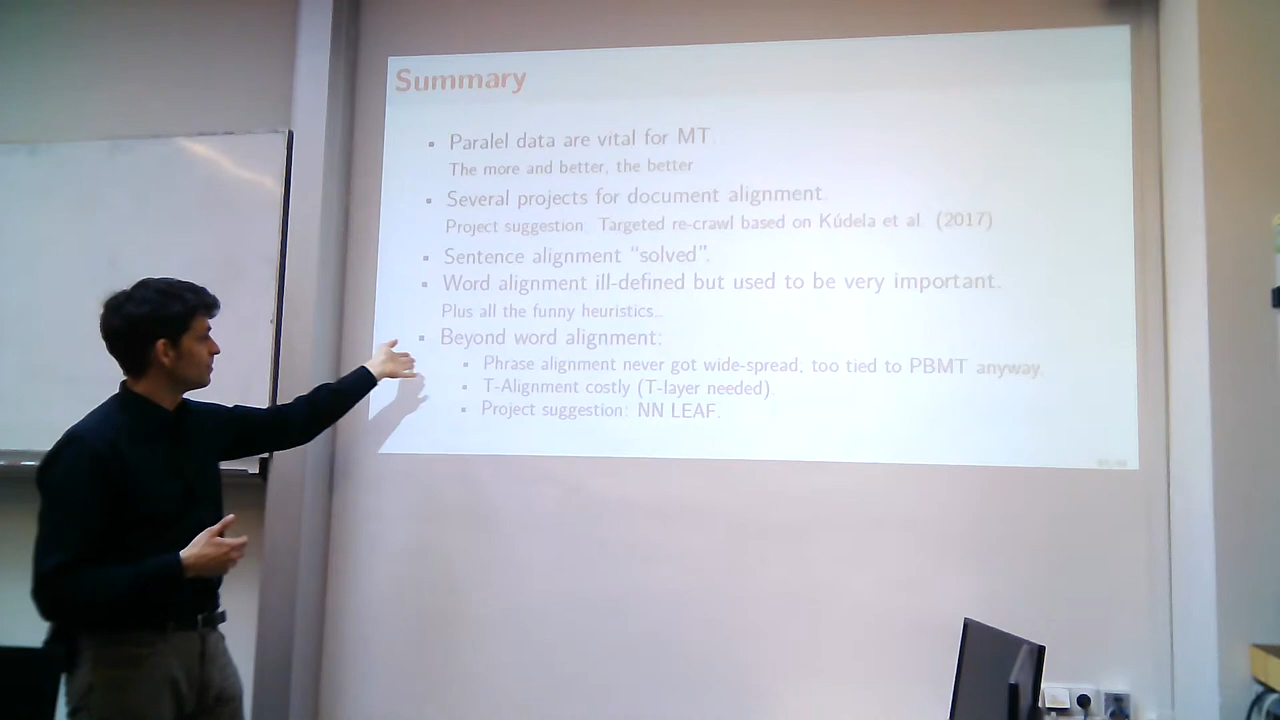 Summary
Paralel data are vital for MT.
The more and better, the better
Several projects for document alignment.
Project suggestion: Targeted re-crawl based on Kúdela et al. (2017)
Sentence alignment “solved”.
Word alignment ill-defined but used to be very important.
Plus all the funny heuristics…
Beyond word alignment:
Phrase alignment never got wide-spread, too tied to PBMT anyway.
T-Alignment costly (T-layer needed)
Project suggestion: NN LEAF.